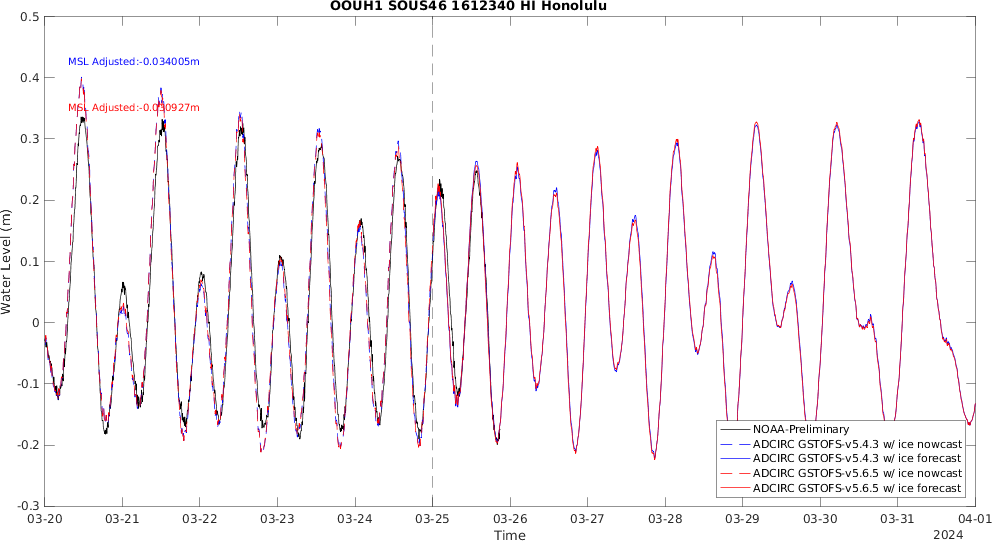 OOUH1 SOUS46 1612340 HI Honolulu
0.5
0.4
0.3
0.2
0.1
0
-0.1
-0.2
-0.3
Water Level (m)
MSL Adjusted:-0.034005m
MSL Adjusted:-0.030927m
NOAA-Preliminary
ADCIRC GSTOFS-v5.4.3 w/ ice nowcast
ADCIRC GSTOFS-v5.4.3 w/ ice forecast
ADCIRC GSTOFS-v5.6.5 w/ ice nowcast
ADCIRC GSTOFS-v5.6.5 w/ ice forecast
03-20 03-21 03-22 03-23 03-24 03-25 03-26 03-27 03-28 03-29 03-30 03-31 04-01
Time
2024